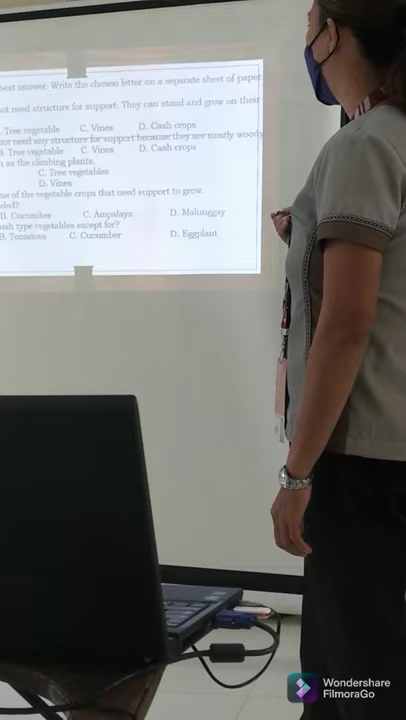 best answer. Write the chosen letter on a separate sheet of paper
not need structure for support. They can stand and grow on their
Tree vegetable C. Vines D. Cash crops
not need any structure for support because they are mostly woody
B. Tree vegetable C. Vines D. Cash crops
as the climbing plants.
C. Tree vegetables
D. Vines
one of the vegetable crops that need support to grow.
B. Cucumber C. Ampalaya D. Malunggay
type vegetables except for?
B. Tomatoes C. Cucumber D. Eggplant
Wondershare
FilmoraGo